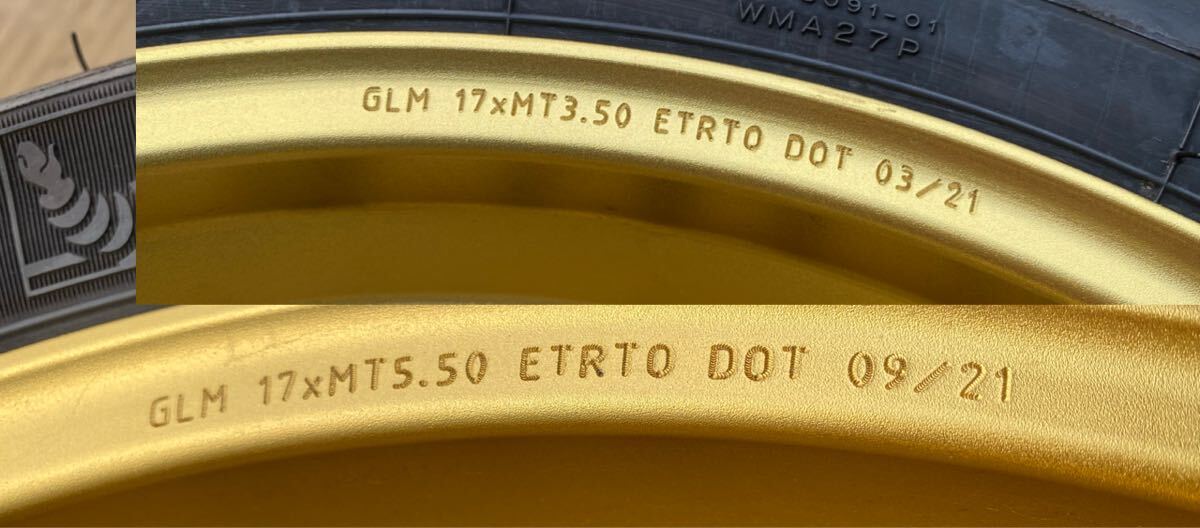 WMA27P
GLM 17xMT3.50 ETRTO DOT 03/21
GLM 17xMT5.50 ETRTO DOT 09/21